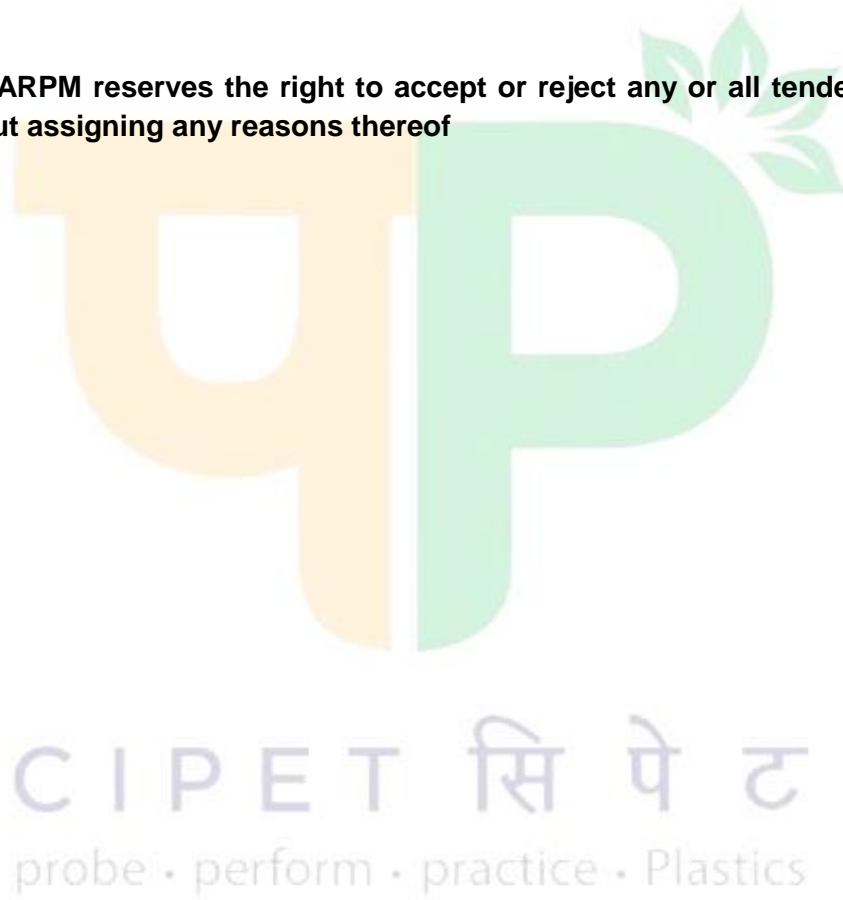 ARPM reserves the right to accept or reject any or all tende
ut assigning any reasons thereof
CIPET सिपेट
probe • perform • practice • Plastics